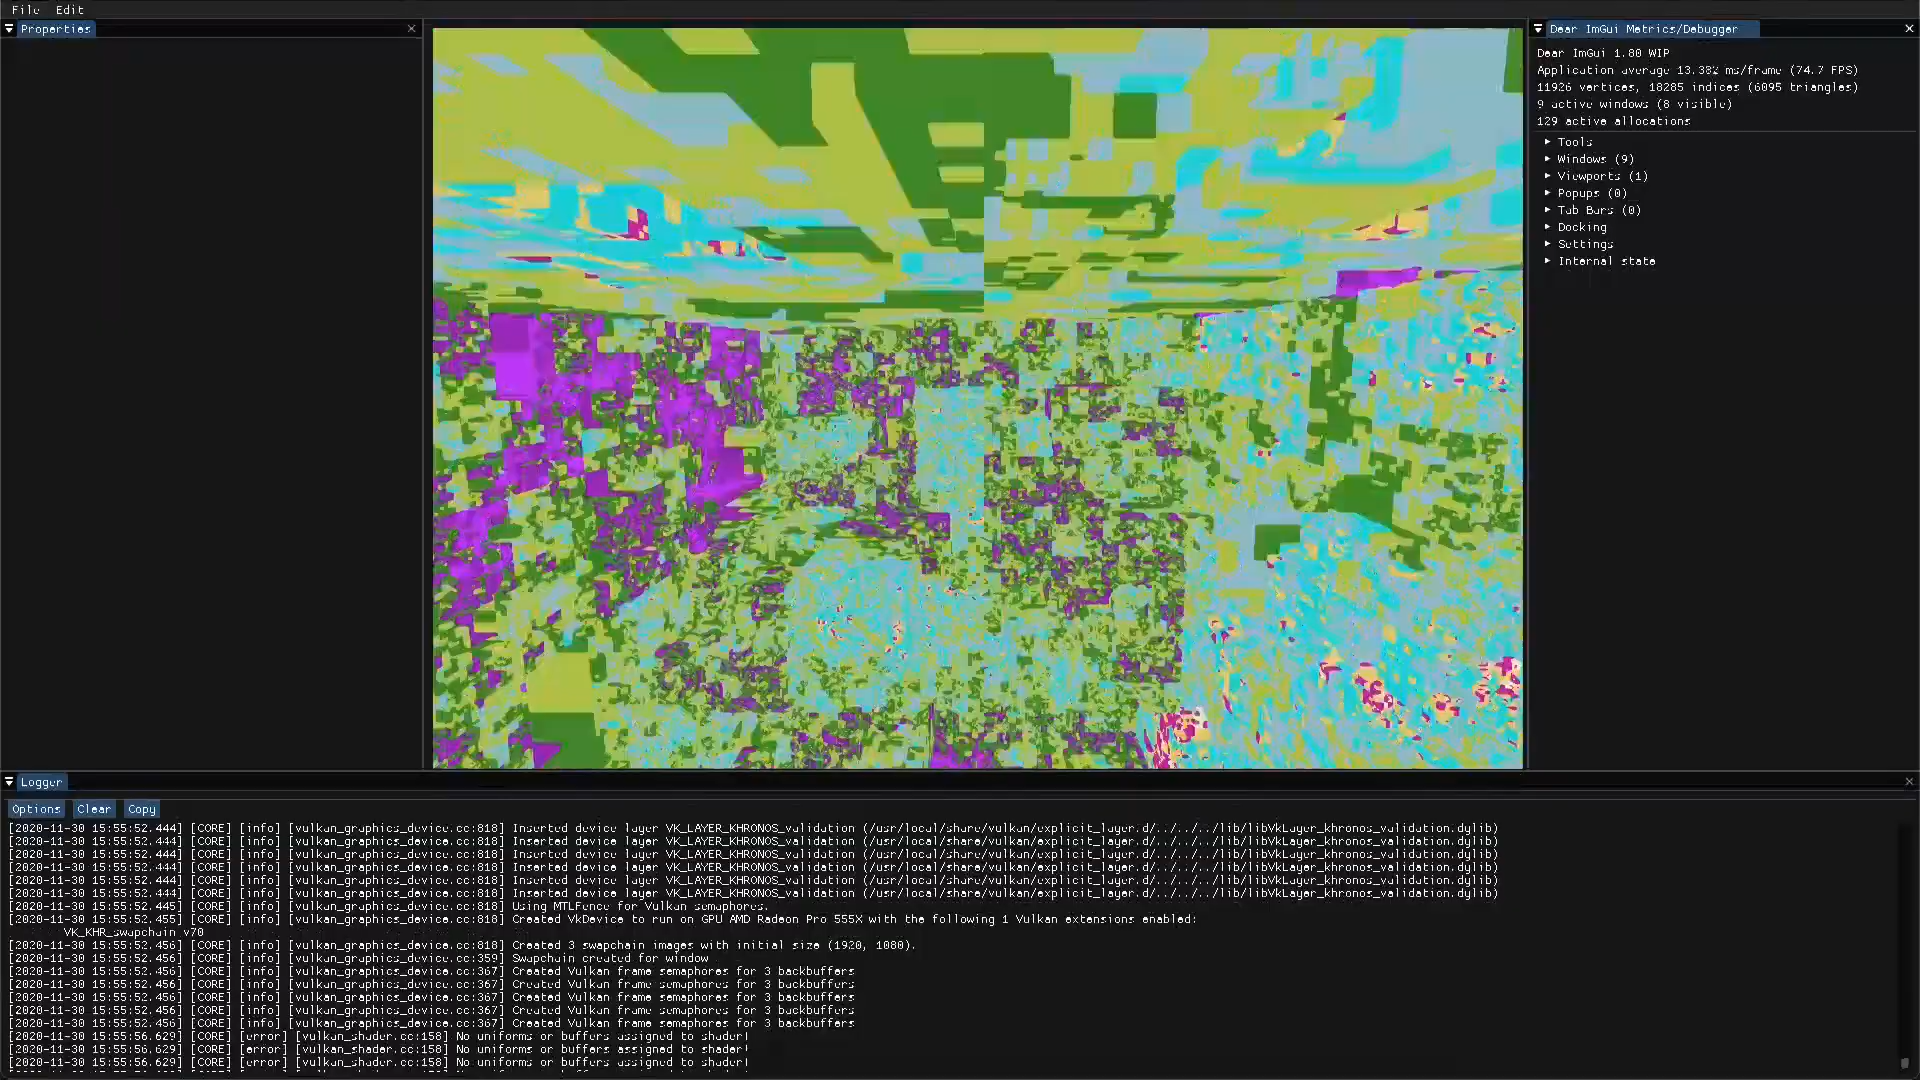 File Edit
Properties
Dear ImGui Metrics/Debugger
Dear ImGui 1.80 WIP
Application average 13.382 ms/frame (74.7 FPS)
11926 vertices, 18285 indices (6095 triangles)
9 active windows (8 visible)
129 active allocations
Tools
Windows (9)
Viewports (1)
Popups (0)
Tab Bars (0)
Docking
Settings
Internal state
Logger
Options Clear Copy
[2020-11-30 15:55:52.444] [CORE] [info] [vulkan_graphics_device.cc:818] Inserted device layer VK_LAYER_KHRONOS_validation (/usr/local/share/vulkan/explicit_layer.d/../../../lib/libVkLayer_khronos_validation.dylib)
[2020-11-30 15:55:52.444] [CORE] [info] [vulkan_graphics_device.cc:818] Inserted device layer VK_LAYER_KHRONOS_validation (/usr/local/share/vulkan/explicit_layer.d/../../../lib/libVkLayer_khronos_validation.dylib)
[2020-11-30 15:55:52.444] [CORE] [info] [vulkan_graphics_device.cc:818] Inserted device layer VK_LAYER_KHRONOS_validation (/usr/local/share/vulkan/explicit_layer.d/../../../lib/libVkLayer_khronos_validation.dylib)
[2020-11-30 15:55:52.444] [CORE] [info] [vulkan_graphics_device.cc:818] Inserted device layer VK_LAYER_KHRONOS_validation (/usr/local/share/vulkan/explicit_layer.d/../../../lib/libVkLayer_khronos_validation.dylib)
[2020-11-30 15:55:52.444] [CORE] [info] [vulkan_graphics_device.cc:818] Inserted device layer VK_LAYER_KHRONOS_validation (/usr/local/share/vulkan/explicit_layer.d/../../../lib/libVkLayer_khronos_validation.dylib)
[2020-11-30 15:55:52.444] [CORE] [info] [vulkan_graphics_device.cc:818] Inserted device layer VK_LAYER_KHRONOS_validation (/usr/local/share/vulkan/explicit_layer.d/../../../lib/libVkLayer_khronos_validation.dylib)
[2020-11-30 15:55:52.445] [CORE] [info] [vulkan_graphics_device.cc:818] Using MTLFence for Vulkan semaphores.
[2020-11-30 15:55:52.455] [CORE] [info] [vulkan_graphics_device.cc:818] Created VkDevice to run on GPU AMD Radeon Pro 555X with the following 1 Vulkan extensions enabled:
VK_KHR_swapchain v70
[2020-11-30 15:55:52.456] [CORE] [info] [vulkan_graphics_device.cc:818] Created 3 swapchain images with initial size (1920, 1080).
[2020-11-30 15:55:52.456] [CORE] [info] [vulkan_graphics_device.cc:359] Swapchain created for window
[2020-11-30 15:55:52.456] [CORE] [info] [vulkan_graphics_device.cc:367] Created Vulkan frame semaphores for 3 backbuffers
[2020-11-30 15:55:52.456] [CORE] [info] [vulkan_graphics_device.cc:367] Created Vulkan frame semaphores for 3 backbuffers
[2020-11-30 15:55:52.456] [CORE] [info] [vulkan_graphics_device.cc:367] Created Vulkan frame semaphores for 3 backbuffers
[2020-11-30 15:55:52.456] [CORE] [info] [vulkan_graphics_device.cc:367] Created Vulkan frame semaphores for 3 backbuffers
[2020-11-30 15:55:52.456] [CORE] [info] [vulkan_graphics_device.cc:367] Created Vulkan frame semaphores for 3 backbuffers
[2020-11-30 15:55:56.629] [CORE] [error] [vulkan_shader.cc:158] No uniforms or buffers assigned to shader!
[2020-11-30 15:55:56.629] [CORE] [error] [vulkan_shader.cc:158] No uniforms or buffers assigned to shader!
[2020-11-30 15:55:56.629] [CORE] [error] [vulkan_shader.cc:158] No uniforms or buffers assigned to shader!